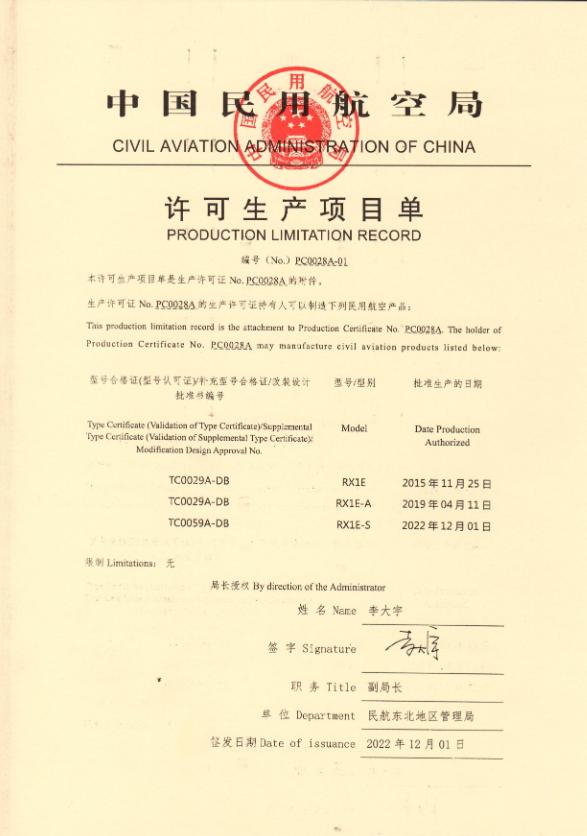 中国民用航空局
中国民用航空局
CIVIL AVIATION ADMINISTRATION OF CHINA
许可生产项目单
PRODUCTION LIMITATION RECORD
编号 (No.) PC0028A-01
本许可生产项目单是生产许可证 No. PC0028A 的附件。
生产许可证 No. PC0028A 的生产许可证持有人可以制造下列民用航空产品:
This production limitation record is the attachment to Production Certificate No. PC0028A. The holder of
Production Certificate No. PC0028A may manufacture civil aviation products listed below:
型号合格证(型号认可证)/补充型号合格证/改装设计 型号/型别 批准生产的日期
批准书编号
Type Certificate (Validation of Type Certificate)/Supplemental
Type Certificate (Validation of Supplemental Type Certificate)/
Modification Design Approval No.
Model
Date Production
Authorized
TC0029A-DB RX1E 2015 年 11 月 25 日
TC0029A-DB RX1E-A 2019 年 04 月 11 日
TC0059A-DB RX1E-S 2022 年 12 月 01 日
限制 Limitations: 无
局长授权 By direction of the Administrator
姓 名 Name 李大宇
签 字 Signature 李大宇
职 务 Title 副局长
单 位 Department 民航东北地区管理局
签发日期 Date of issuance 2022 年 12 月 01 日